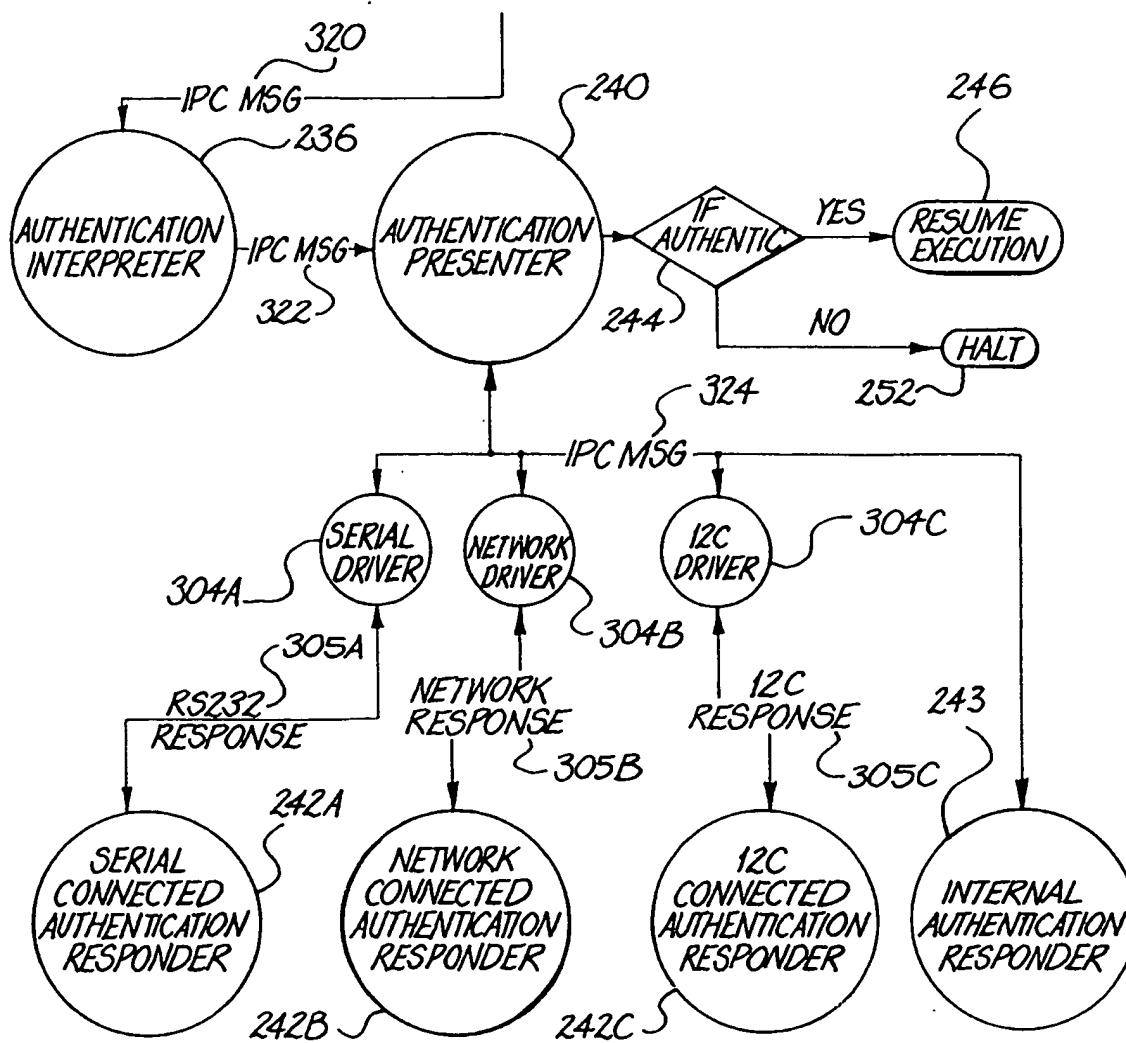 320
IPC MSG
236
240
246
AUTHENTICATION
INTERPRETER
IPC MSG
322
AUTHENTICATION
PRESENTER
IF
AUTHENTIC
244
YES
RESUME
EXECUTION
NO
HALT
252
324
IPC MSG
SERIAL
DRIVER
304A
NETWORK
DRIVER
304B
12C
DRIVER
304C
305A
RS232
RESPONSE
NETWORK
RESPONSE
305B
12C
RESPONSE
305C
243
242A
SERIAL
CONNECTED
AUTHENTICATION
RESPONDER
NETWORK
CONNECTED
AUTHENTICATION
RESPONDER
242B
12C
CONNECTED
AUTHENTICATION
RESPONDER
242C
INTERNAL
AUTHENTICATION
RESPONDER